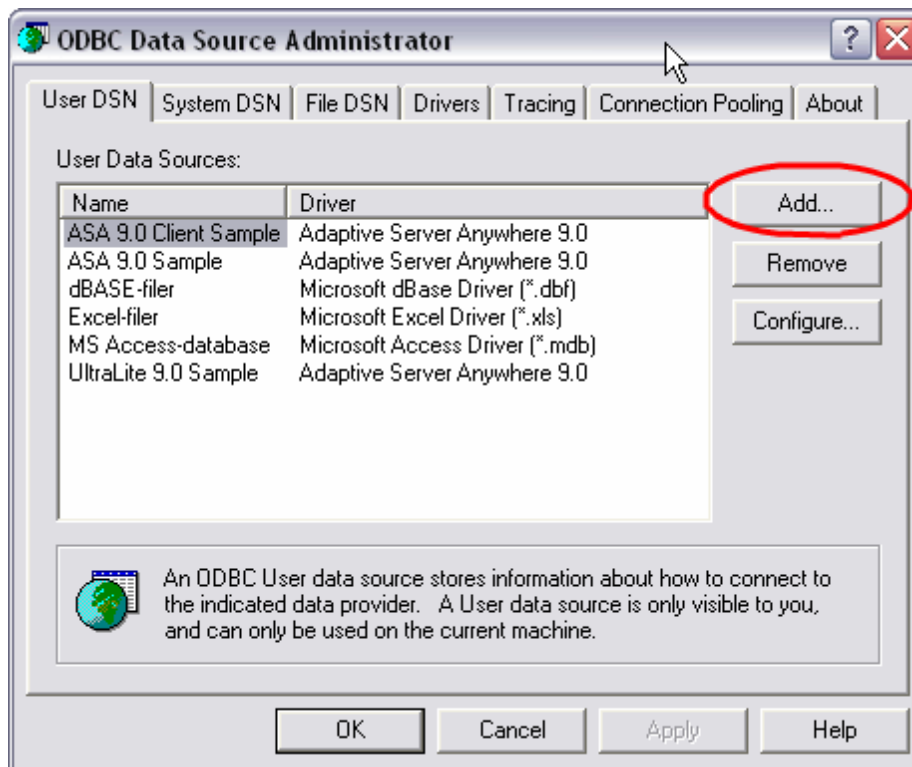 ODBC Data Source Administrator
User DSN System DSN File DSN Drivers Tracing Connection Pooling About
User Data Sources:
Name Driver
ASA 9.0 Client Sample Adaptive Server Anywhere 9.0
ASA 9.0 Sample Adaptive Server Anywhere 9.0
dBASE-filer Microsoft dBase Driver (*.dbf)
Excel-filer Microsoft Excel Driver (*.xls)
MS Access-database Microsoft Access Driver (*.mdb)
UltraLite 9.0 Sample Adaptive Server Anywhere 9.0
Add...
Remove
Configure...
An ODBC User data source stores information about how to connect to
the indicated data provider. A User data source is only visible to you,
and can only be used on the current machine.
OK Cancel Apply Help